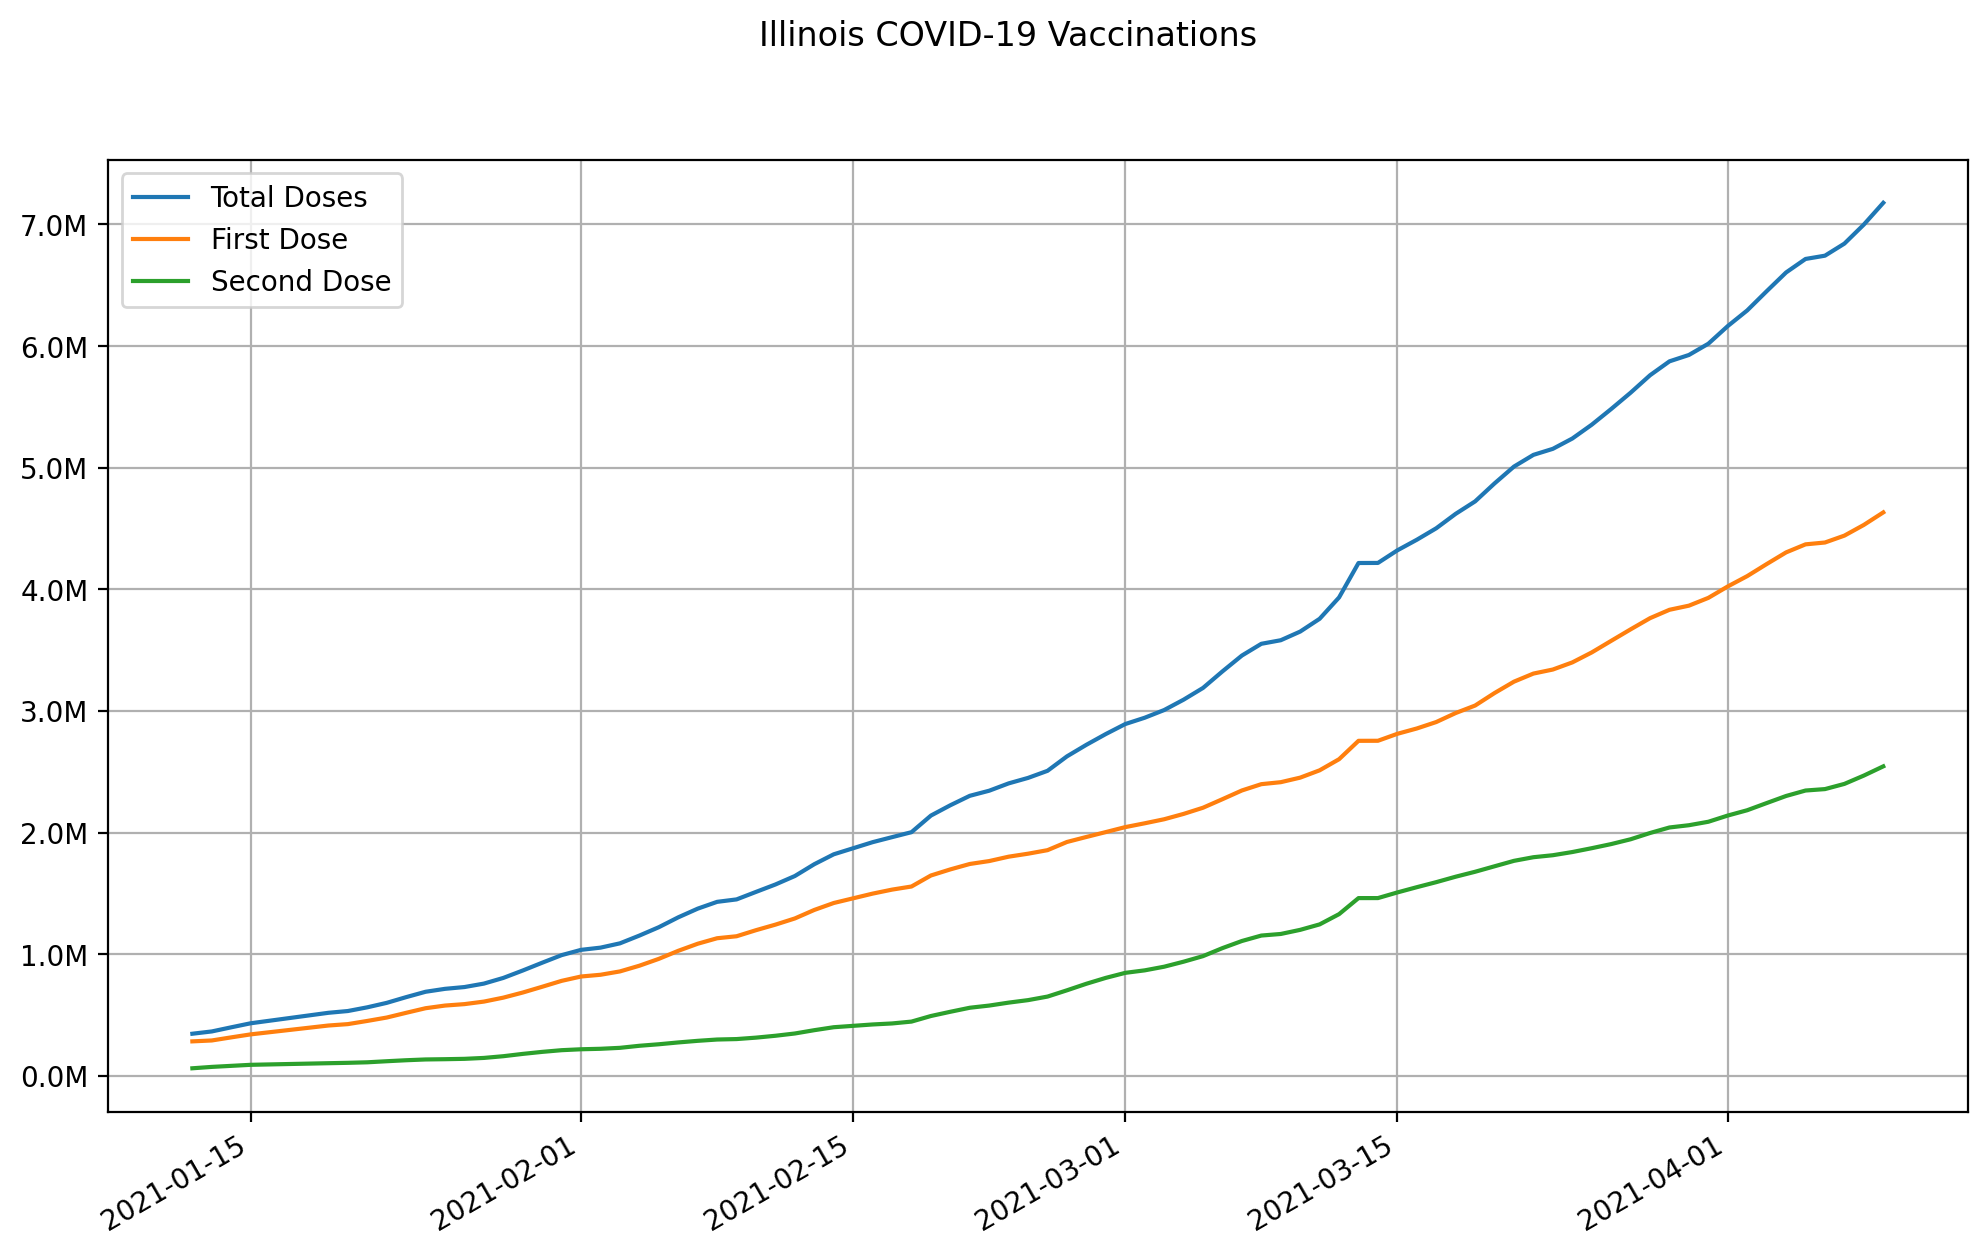 Illinois COVID-19 Vaccinations
Total Doses
First Dose
Second Dose
7.0M
6.0M
5.0M
4.0M
3.0M
2.0M
1.0M
0.0M
2021-01-15
2021-02-01
2021-02-15
2021-03-01
2021-03-15
2021-04-01